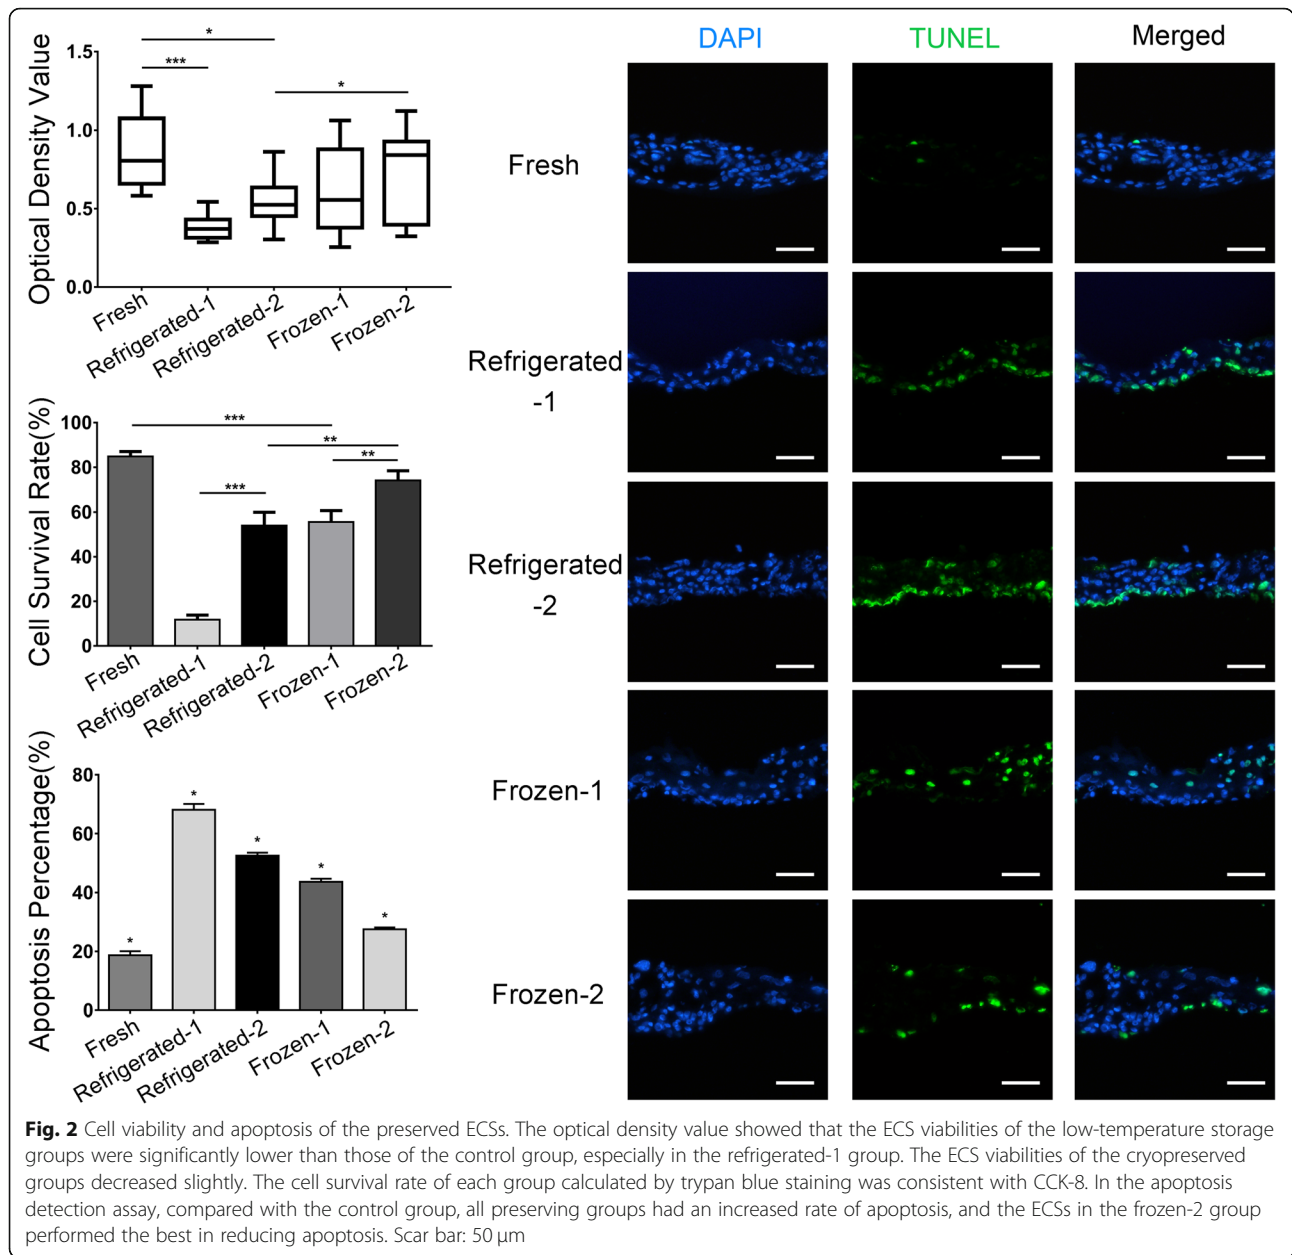 Optical Density Value
1.5
1.0
0.5
0.0
*
***
*
Fresh
Refrigerated-1
Refrigerated-2
Frozen-1
Frozen-2
Cell Survival Rate(%)
100
80
60
40
20
0
***
**
**
***
Fresh
Refrigerated-1
Refrigerated-2
Frozen-1
Frozen-2
Apoptosis Percentage(%)
80
60
40
20
0
*
*
*
*
*
Fresh
Refrigerated-1
Refrigerated-2
Frozen-1
Frozen-2
DAPI
TUNEL
Merged
Fresh
Refrigerated
-1
Refrigerated
-2
Frozen-1
Frozen-2
Fig. 2 Cell viability and apoptosis of the preserved ECSs. The optical density value showed that the ECS viabilities of the low-temperature storage
groups were significantly lower than those of the control group, especially in the refrigerated-1 group. The ECS viabilities of the cryopreserved
groups decreased slightly. The cell survival rate of each group calculated by trypan blue staining was consistent with CCK-8. In the apoptosis
detection assay, compared with the control group, all preserving groups had an increased rate of apoptosis, and the ECSs in the frozen-2 group
performed the best in reducing apoptosis. Scar bar: 50 μm